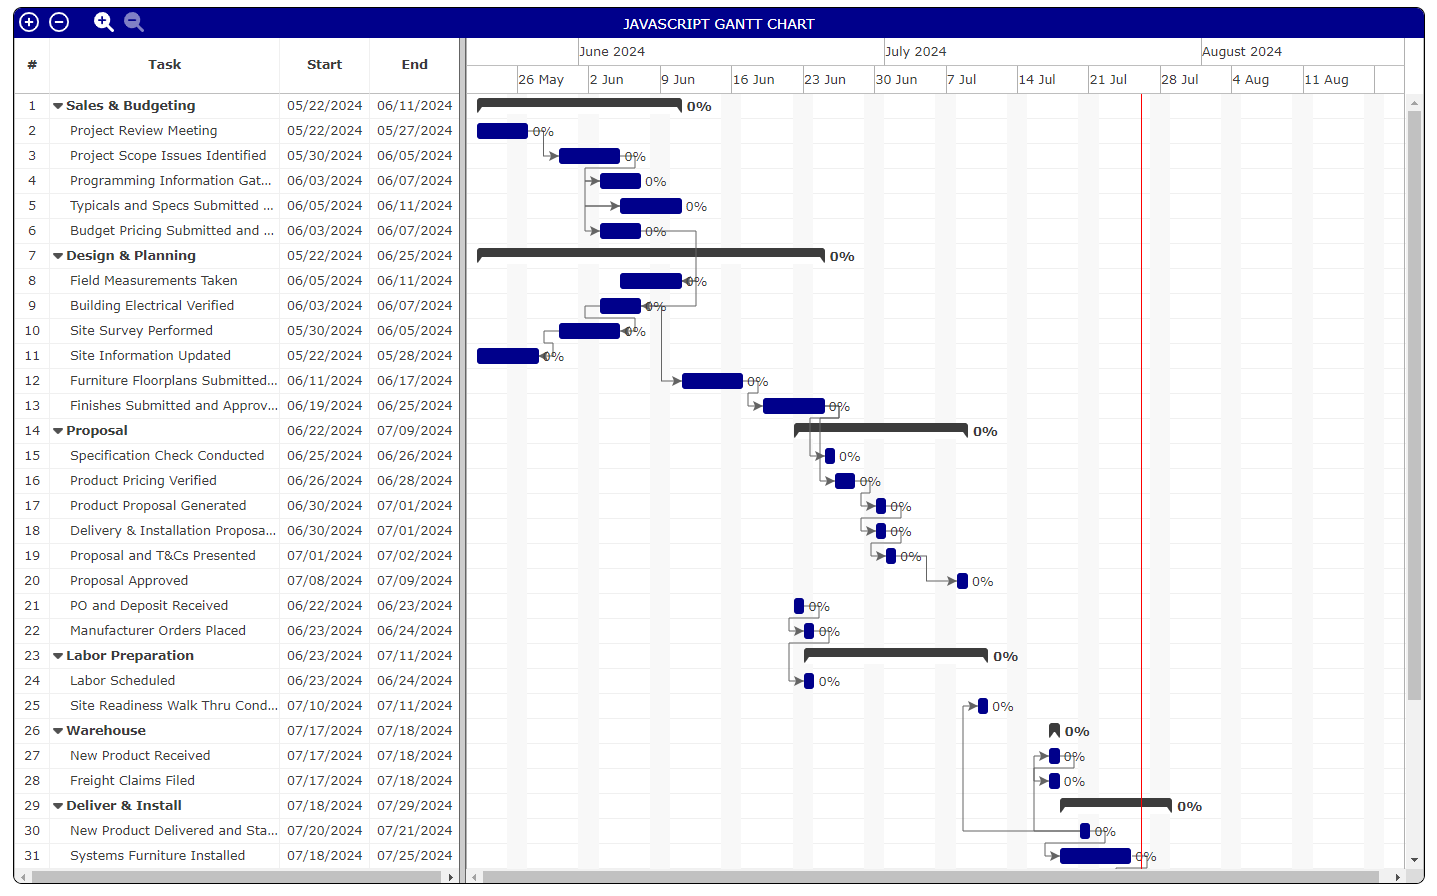 JAVASCRIPT GANTT CHART
# Task Start End
June 2024 July 2024 August 2024
26 May 2 Jun 9 Jun 16 Jun 23 Jun 30 Jun 7 Jul 14 Jul 21 Jul 28 Jul 4 Aug 11 Aug
1 Sales & Budgeting 05/22/2024 06/11/2024 0%
2 Project Review Meeting 05/22/2024 05/27/2024 0%
3 Project Scope Issues Identified 05/30/2024 06/05/2024 0%
4 Programming Information Gat... 06/03/2024 06/07/2024 0%
5 Typicals and Specs Submitted ... 06/05/2024 06/11/2024 0%
6 Budget Pricing Submitted and ... 06/03/2024 06/07/2024 0%
7 Design & Planning 05/22/2024 06/25/2024 0%
8 Field Measurements Taken 06/05/2024 06/11/2024 0%
9 Building Electrical Verified 06/03/2024 06/07/2024 0%
10 Site Survey Performed 05/30/2024 06/05/2024 0%
11 Site Information Updated 05/22/2024 05/28/2024 0%
12 Furniture Floorplans Submitted... 06/11/2024 06/17/2024 0%
13 Finishes Submitted and Approv... 06/19/2024 06/25/2024 0%
14 Proposal 06/22/2024 07/09/2024 0%
15 Specification Check Conducted 06/25/2024 06/26/2024 0%
16 Product Pricing Verified 06/26/2024 06/28/2024 0%
17 Product Proposal Generated 06/30/2024 07/01/2024 0%
18 Delivery & Installation Proposa... 06/30/2024 07/01/2024 0%
19 Proposal and T&Cs Presented 07/01/2024 07/02/2024 0%
20 Proposal Approved 07/08/2024 07/09/2024 0%
21 PO and Deposit Received 06/22/2024 06/23/2024 0%
22 Manufacturer Orders Placed 06/23/2024 06/24/2024 0%
23 Labor Preparation 06/23/2024 07/11/2024 0%
24 Labor Scheduled 06/23/2024 06/24/2024 0%
25 Site Readiness Walk Thru Cond... 07/10/2024 07/11/2024 0%
26 Warehouse 07/17/2024 07/18/2024 0%
27 New Product Received 07/17/2024 07/18/2024 0%
28 Freight Claims Filed 07/17/2024 07/18/2024 0%
29 Deliver & Install 07/18/2024 07/29/2024 0%
30 New Product Delivered and Sta... 07/20/2024 07/21/2024 0%
31 Systems Furniture Installed 07/18/2024 07/25/2024 0%